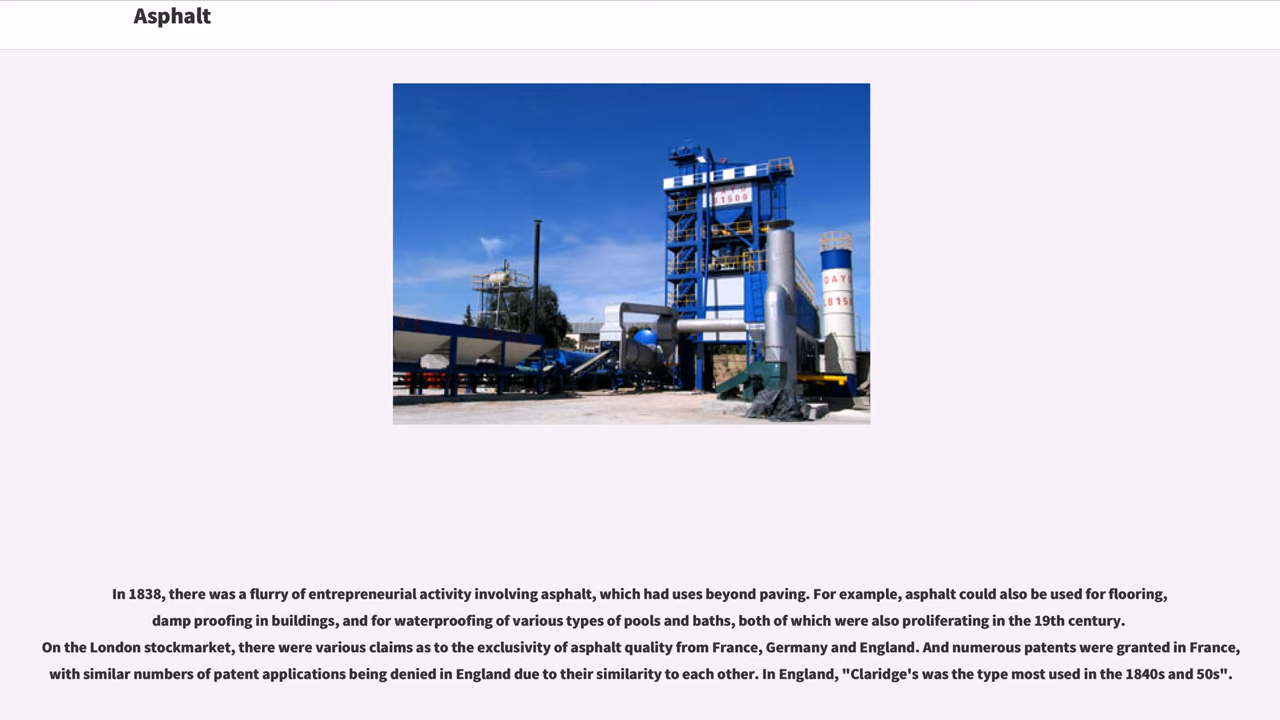 Asphalt
B1500
DAYU
LB150
In 1838, there was a flurry of entrepreneurial activity involving asphalt, which had uses beyond paving. For example, asphalt could also be used for flooring,
damp proofing in buildings, and for waterproofing of various types of pools and baths, both of which were also proliferating in the 19th century.
On the London stockmarket, there were various claims as to the exclusivity of asphalt quality from France, Germany and England. And numerous patents were granted in France,
with similar numbers of patent applications being denied in England due to their similarity to each other. In England, "Claridge's was the type most used in the 1840s and 50s".